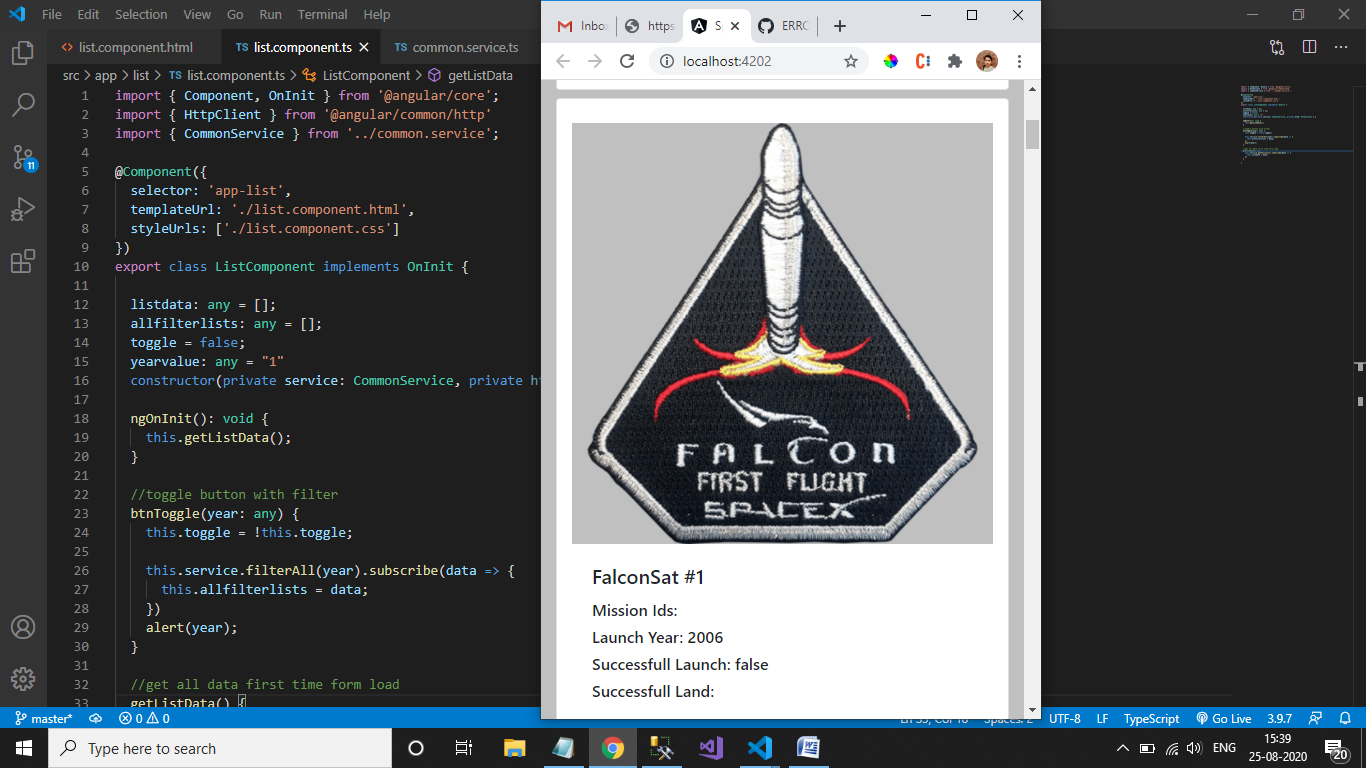 File Edit Selection View Go Run Terminal Help
list.component.html
TS list.component.ts
TS common.service.ts
src > app > list > TS list.component.ts > ListComponent > getListData
1 import { Component, OnInit } from '@angular/core';
2 import { HttpClient } from '@angular/common/http'
3 import { CommonService } from '../common.service';
4
5 @Component({
6 selector: 'app-list',
7 templateUrl: './list.component.html',
8 styleUrls: ['./list.component.css']
9 })
10 export class ListComponent implements OnInit {
11
12 listdata: any = [];
13 allfilterlists: any = [];
14 toggle = false;
15 yearvalue: any = "1"
16 constructor(private service: CommonService, private ht
17
18 ngOnInit(): void {
19 this.getListData();
20 }
21
22 //toggle button with filter
23 btnToggle(year: any) {
24 this.toggle = !this.toggle;
25
26 this.service.filterAll(year).subscribe(data => {
27 this.allfilterlists = data;
28 })
29 alert(year);
30 }
31
32 //get all data first time form load
33 getListData() {
11
Inbo
https
S
ERRC
localhost:4202
FALCON
FIRST FLIGHT
SPACEX
FalconSat #1
Mission Ids:
Launch Year: 2006
Successfull Launch: false
Successfull Land:
master* 0 0
UTF-8 LF TypeScript Go Live 3.9.7
Type here to search
ENG
15:39
25-08-2020
20